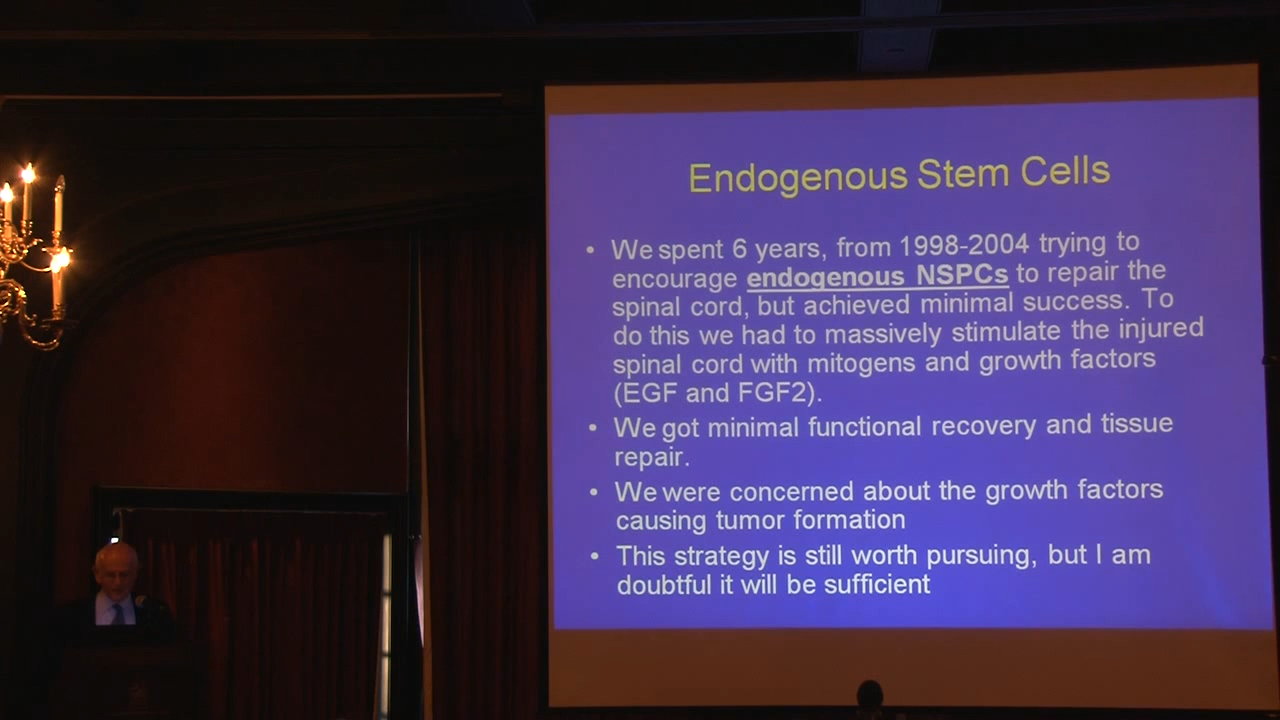 Endogenous Stem Cells
• We spent 6 years, from 1998-2004 trying to
encourage endogenous NSPCs to repair the
spinal cord, but achieved minimal success. To
do this we had to massively stimulate the injured
spinal cord with mitogens and growth factors
(EGF and FGF2).
• We got minimal functional recovery and tissue
repair.
• We were concerned about the growth factors
causing tumor formation
• This strategy is still worth pursuing, but I am
doubtful it will be sufficient